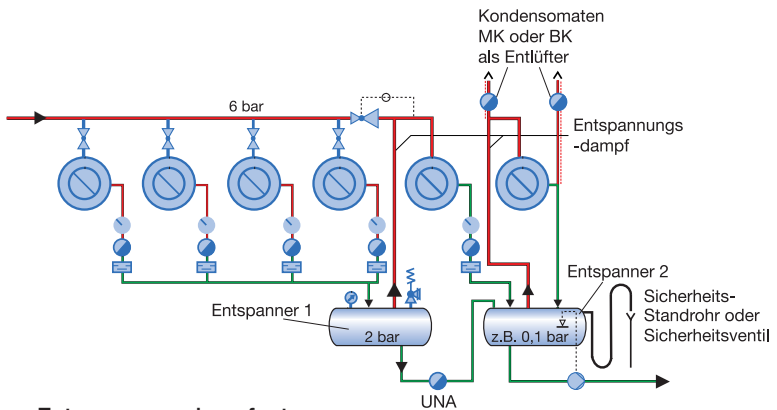 Kondensomaten
MK oder BK
als Entlüfter
6 bar
Entspannungs
-dampf
Entspanner 1
2 bar
UNA
Entspanner 2
z.B. 0,1 bar
Sicherheits-
Standrohr oder
Sicherheitsventil